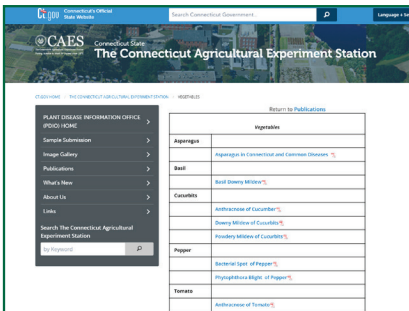 CT.gov Connecticut's Official State Website
Search Connecticut Government...
Language + Se
CAES
Connecticut State
The Connecticut Agricultural Experiment Station
CT.GOV HOME THE CONNECTICUT AGRICULTURAL EXPERIMENT STATION VEGETABLES
Return to Publications
PLANT DISEASE INFORMATION OFFICE (PDIO) HOME
Sample Submission
Image Gallery
Publications
What's New
About Us
Links
Search The Connecticut Agricultural
Experiment Station
by Keyword
Vegetables
Asparagus
Asparagus in Connecticut and Common Diseases
Basil
Basil Downy Mildew
Cucurbits
Anthracnose of Cucumber
Downy Mildew of Cucurbits
Powdery Mildew of Cucurbits
Pepper
Bacterial Spot of Pepper
Phytophthora Blight of Pepper
Tomato
Anthracnose of Tomato